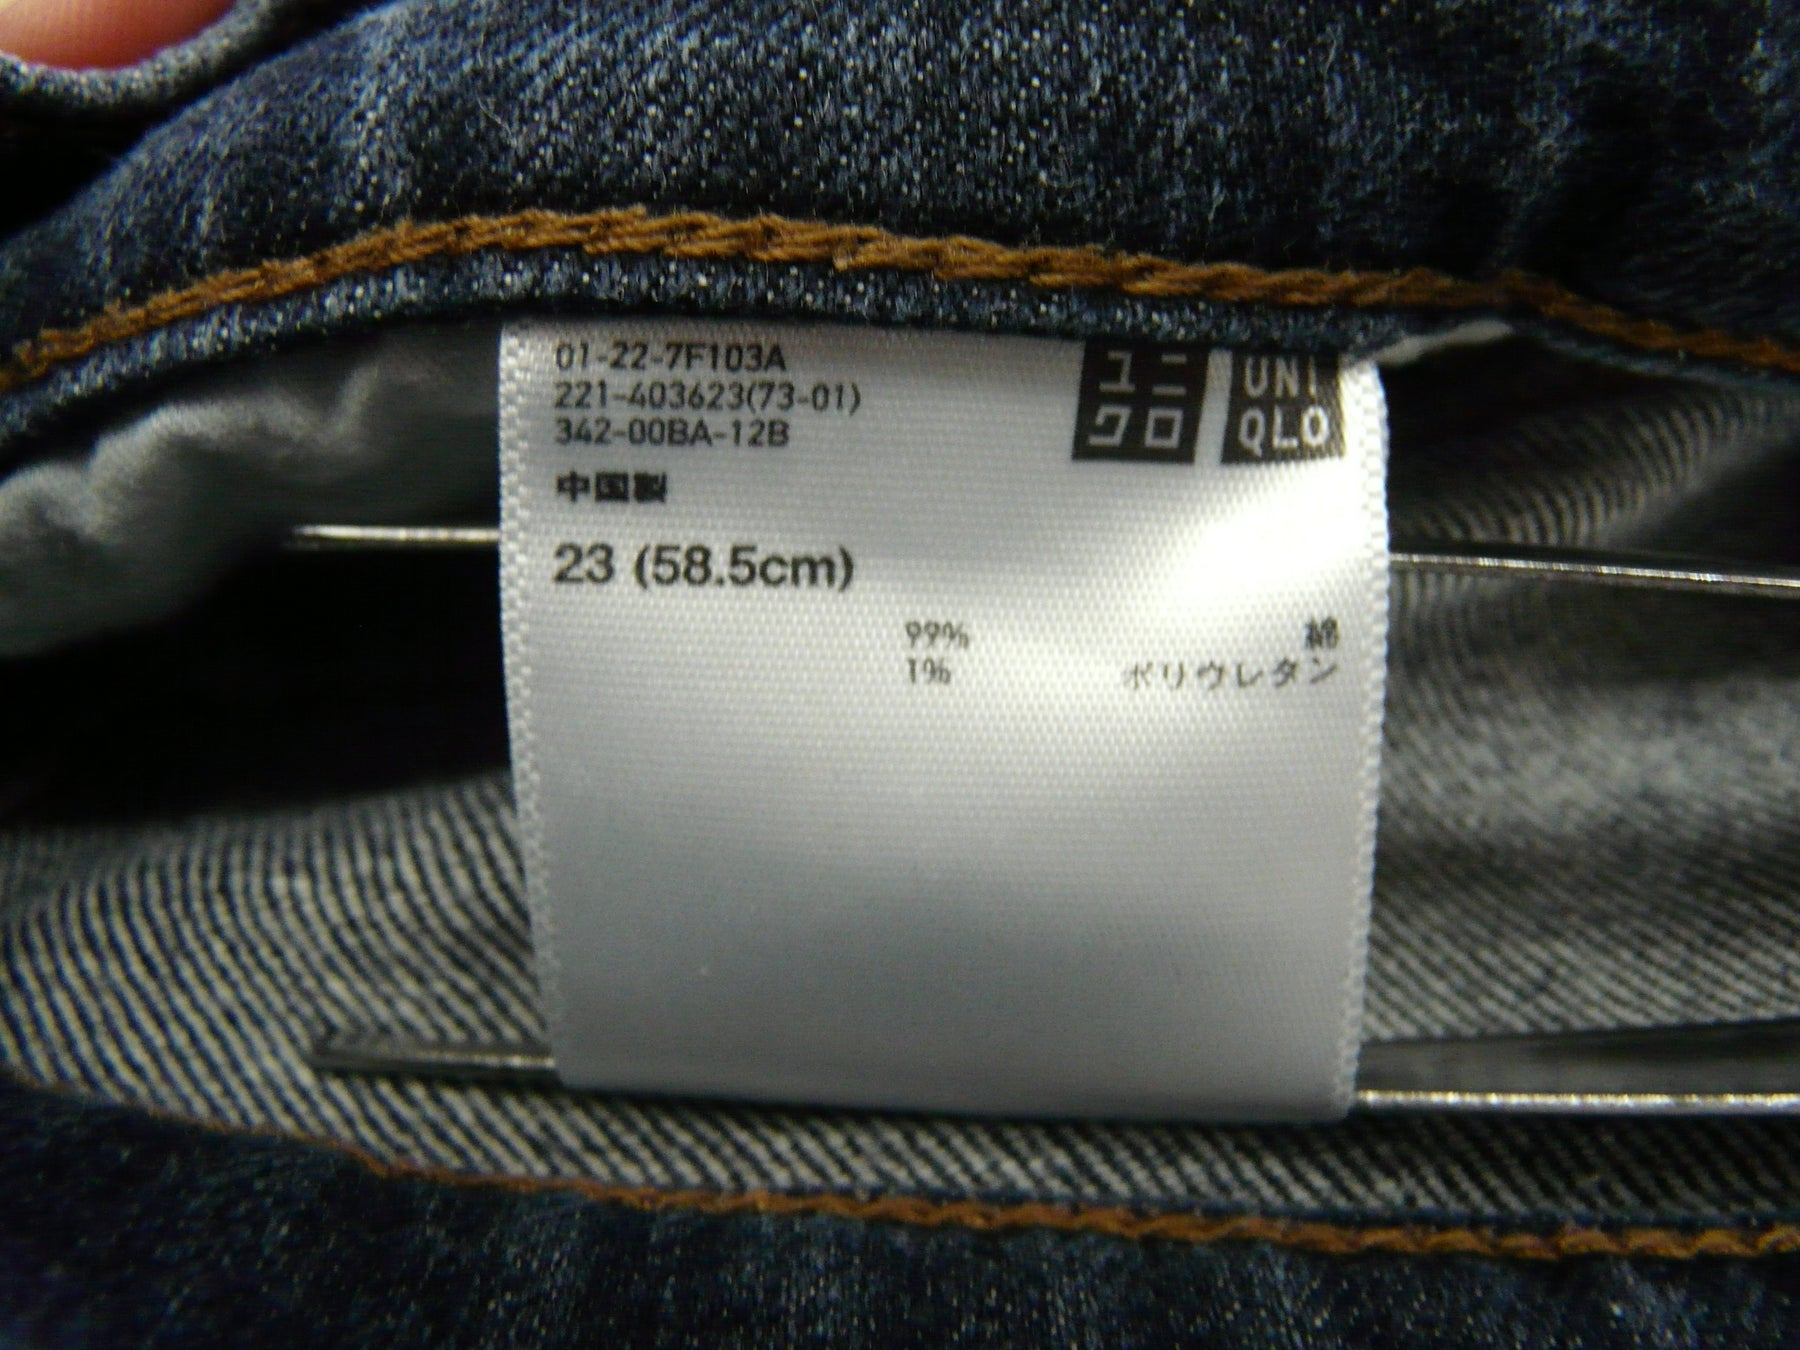 01-22-7F103A
221-403623(73-01)
342-00BA-12B
中国製
23 (58.5cm)
99% 綿
1% ポリウレタン
ユニ
クロ
UNI
QLO